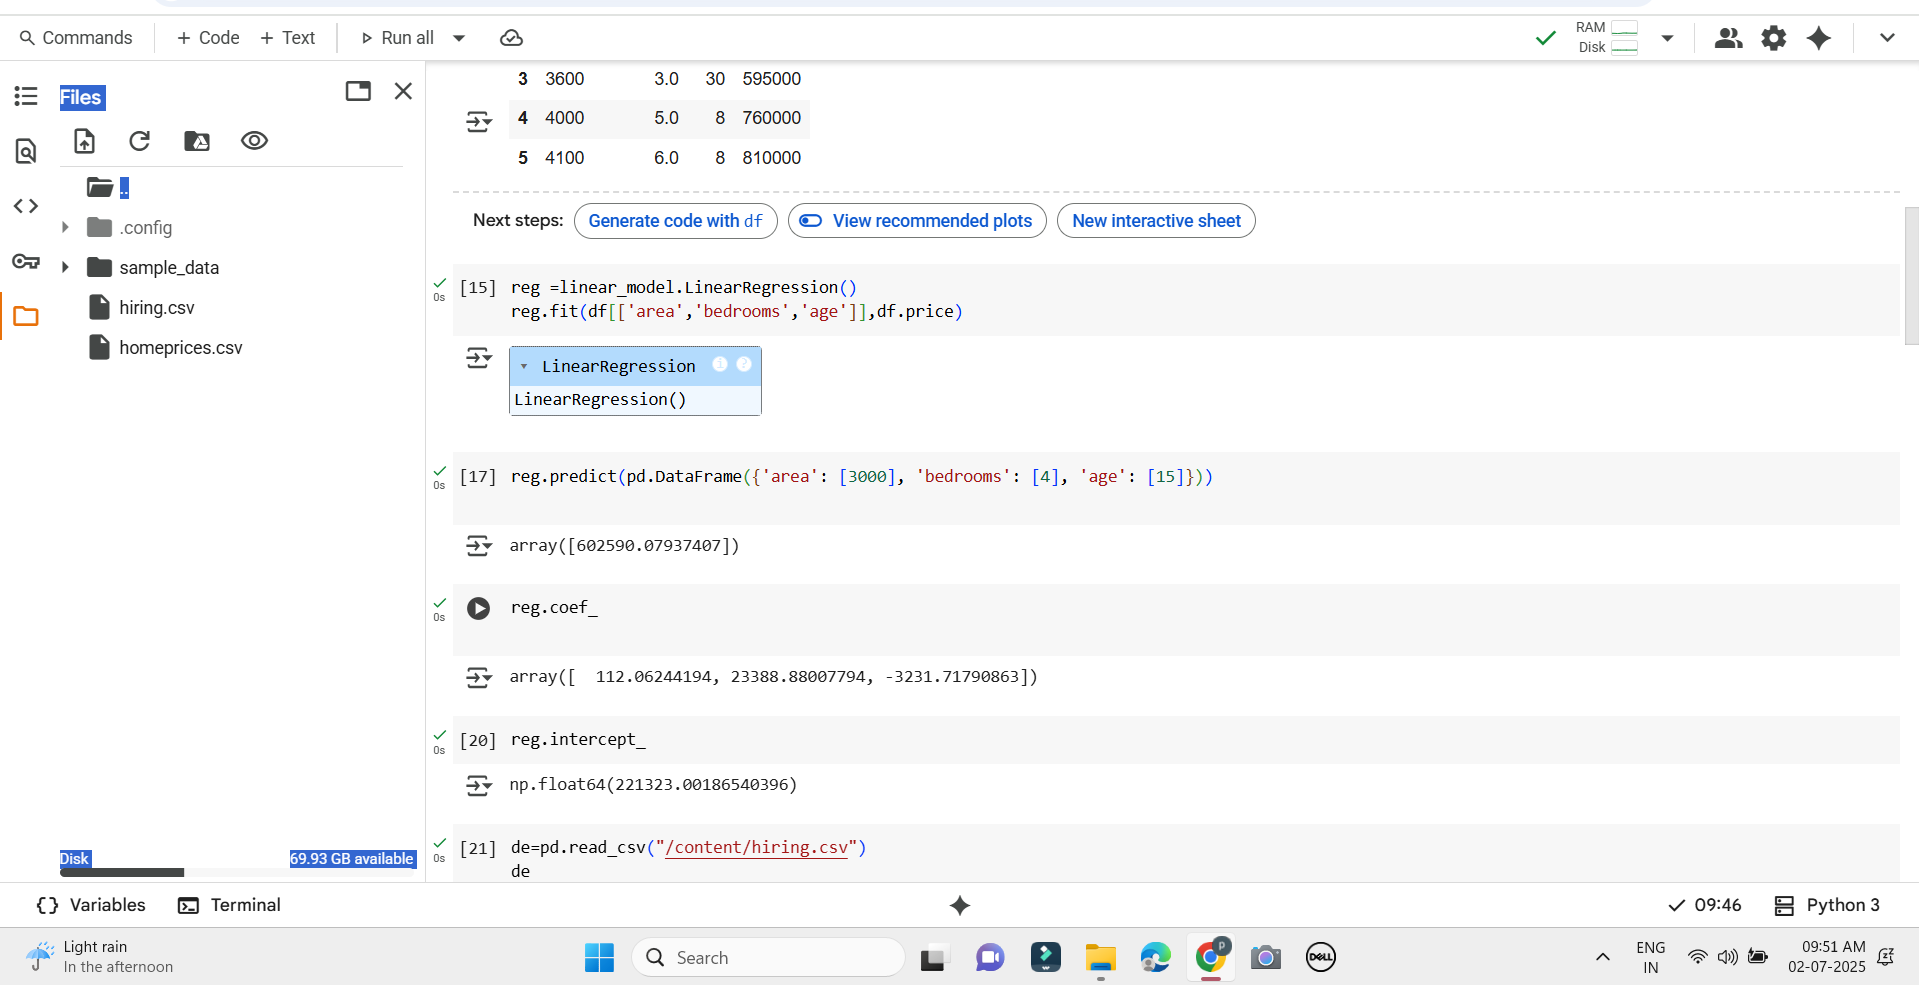 Commands
+ Code
+ Text
Run all
RAM
Disk
Files
..
.config
sample_data
hiring.csv
homeprices.csv
Disk 69.93 GB available
3 3600 3.0 30 595000
4 4000 5.0 8 760000
5 4100 6.0 8 810000
Next steps: Generate code with df View recommended plots New interactive sheet
0s
[15] reg =linear_model.LinearRegression()
reg.fit(df[['area','bedrooms','age']],df.price)
LinearRegression i ?
LinearRegression()
0s
[17] reg.predict(pd.DataFrame({'area': [3000], 'bedrooms': [4], 'age': [15]}))
array([602590.07937407])
0s
reg.coef_
array([  112.06244194, 23388.88007794, -3231.71790863])
0s
[20] reg.intercept_
np.float64(221323.00186540396)
0s
[21] de=pd.read_csv("/content/hiring.csv")
de
{} Variables
Terminal
09:46
Python 3
Light rain
In the afternoon
Search
P
DELL
ENG
IN
09:51 AM
02-07-2025